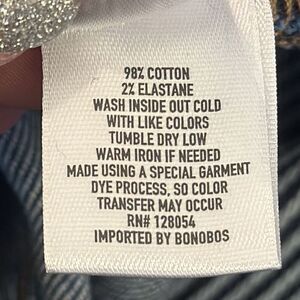 98% COTTON
2% ELASTANE
WASH INSIDE OUT COLD
WITH LIKE COLORS
TUMBLE DRY LOW
WARM IRON IF NEEDED
MADE USING A SPECIAL GARMENT
DYE PROCESS, SO COLOR
TRANSFER MAY OCCUR
RN# 128054
IMPORTED BY BONOBOS